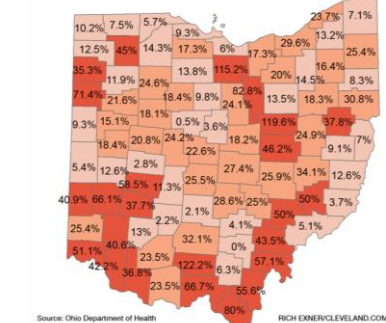 23.7% 7.1%
10.2% 7.5% 5.7%
9.3% 29.6% 13.2%
12.5% 45% 14.3% 17.3% 6% 17.3% 25.4%
35.3% 13.8% 115.2% 20% 16.4%
11.9% 24.6% 14.5% 8.3%
71.4% 21.6% 18.4% 9.8% 82.8% 13.5% 18.3% 30.8%
24.1%
9.3% 15.1% 18.1% 0.5% 3.6% 119.6% 37.8%
18.4% 20.8% 24.2% 18.2% 24.9% 7%
22.6% 46.2% 9.1%
5.4% 12.6% 2.8% 27.4% 34.1% 12.6%
58.5% 11.3% 25.5% 25.9%
40.9% 66.1% 37.7% 28.6% 25% 50% 3.7%
2.2% 2.1% 50%
25.4% 13% 4.1% 5.1%
40.6% 32.1% 0% 43.5%
51.1% 23.5% 57.1%
42.2% 36.8% 122.2% 6.3%
23.5% 66.7% 55.6%
80%
Source: Ohio Department of Health RICH EXNER/CLEVELAND.COM